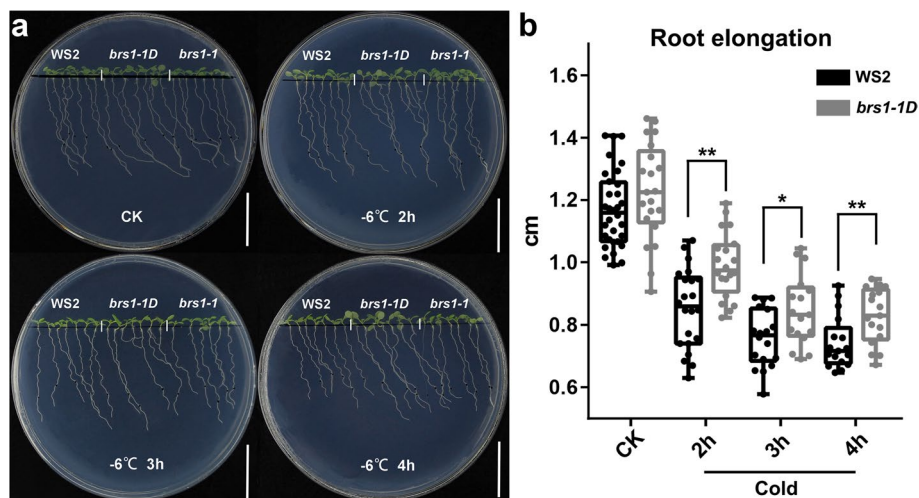 a
WS2 brs1-1D brs1-1
CK
WS2 brs1-1D brs1-1
-6℃ 2h
WS2 brs1-1D brs1-1
-6℃ 3h
WS2 brs1-1D brs1-1
-6℃ 4h
b
Root elongation
WS2
brs1-1D
cm
1.6
1.4
1.2
1.0
0.8
0.6
**
*
**
CK
2h
3h
4h
Cold